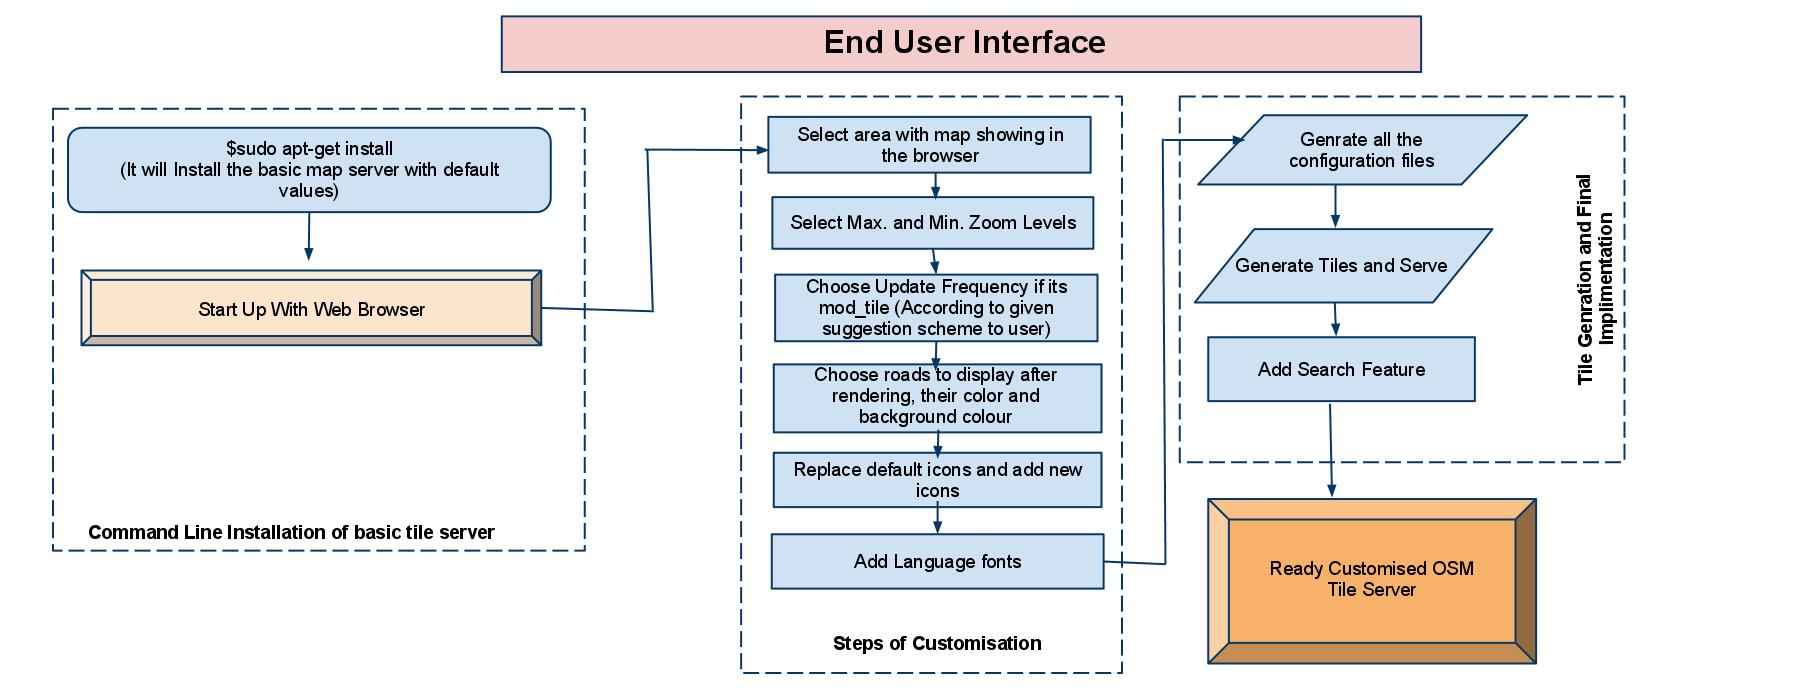 End User Interface
$sudo apt-get install
(It will Install the basic map server with default
values)
Start Up With Web Browser
Command Line Installation of basic tile server
Select area with map showing in
the browser
Select Max. and Min. Zoom Levels
Choose Update Frequency if its
mod_tile (According to given
suggestion scheme to user)
Choose roads to display after
rendering, their color and
background colour
Replace default icons and add new
icons
Add Language fonts
Steps of Customisation
Genrate all the
configuration files
Generate Tiles and Serve
Add Search Feature
Tile Genration and Final
Implimentation
Ready Customised OSM
Tile Server